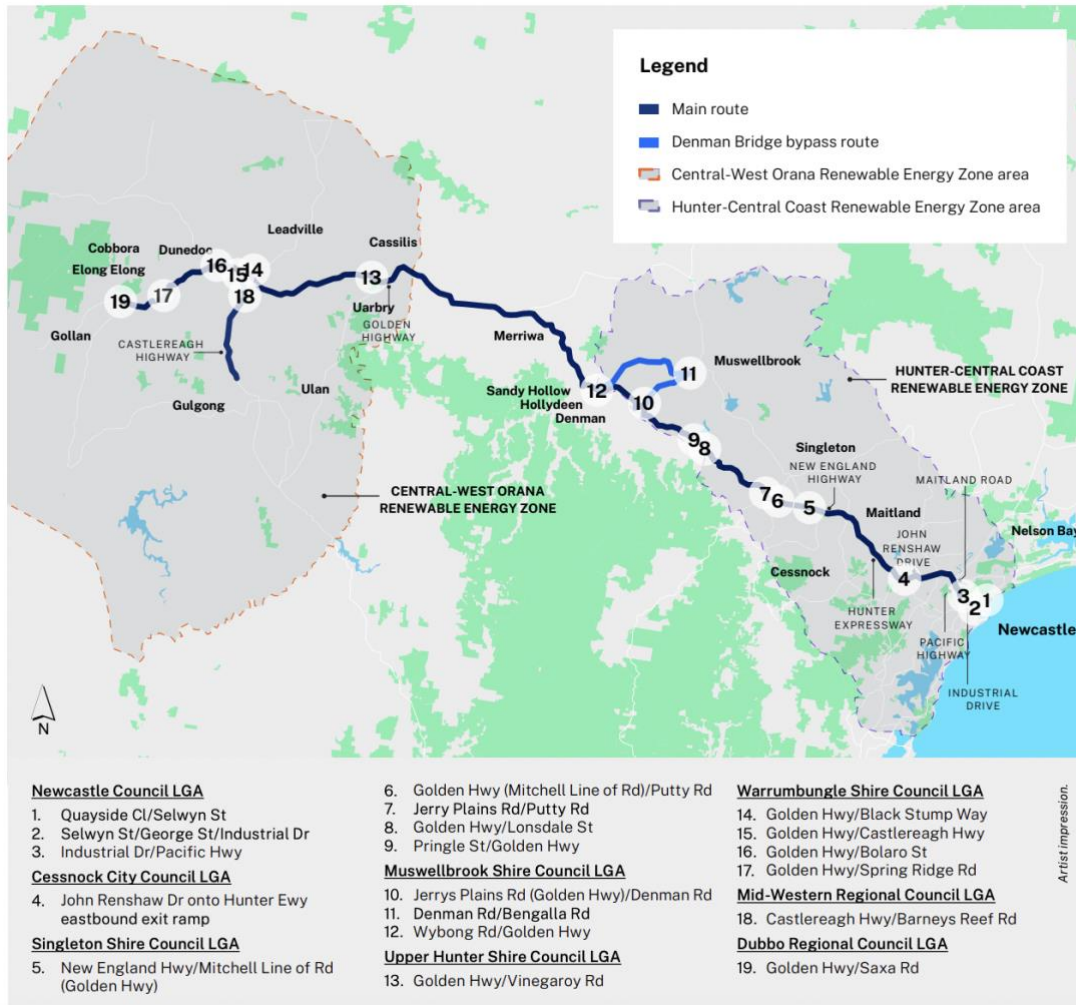 Legend
Main route
Denman Bridge bypass route
Central-West Orana Renewable Energy Zone area
Hunter-Central Coast Renewable Energy Zone area
Leadville
Cobbora
Dunedoo
Cassilis
Elong Elong
16
15
14
13
19
17
18
Uarbry
GOLDEN
HIGHWAY
Gollan
CASTLEREAGH
HIGHWAY
Merriwa
Ulan
Gulgong
Muswellbrook
11
HUNTER-CENTRAL COAST
RENEWABLE ENERGY ZONE
Sandy Hollow
12
Hollydeen
10
Denman
9
8
Singleton
NEW ENGLAND
HIGHWAY
MAITLAND ROAD
CENTRAL-WEST ORANA
RENEWABLE ENERGY ZONE
7
6
5
Maitland
Nelson Bay
JOHN
RENSHAW
DRIVE
Cessnock
4
3
2
1
HUNTER
EXPRESSWAY
Newcastle
PACIFIC
HIGHWAY
INDUSTRIAL
DRIVE
N
Newcastle Council LGA
1. Quayside Cl/Selwyn St
2. Selwyn St/George St/Industrial Dr
3. Industrial Dr/Pacific Hwy
Cessnock City Council LGA
4. John Renshaw Dr onto Hunter Ewy
eastbound exit ramp
Singleton Shire Council LGA
5. New England Hwy/Mitchell Line of Rd
(Golden Hwy)
6. Golden Hwy (Mitchell Line of Rd)/Putty Rd
7. Jerry Plains Rd/Putty Rd
8. Golden Hwy/Lonsdale St
9. Pringle St/Golden Hwy
Muswellbrook Shire Council LGA
10. Jerrys Plains Rd (Golden Hwy)/Denman Rd
11. Denman Rd/Bengalla Rd
12. Wybong Rd/Golden Hwy
Upper Hunter Shire Council LGA
13. Golden Hwy/Vinegaroy Rd
Warrumbungle Shire Council LGA
14. Golden Hwy/Black Stump Way
15. Golden Hwy/Castlereagh Hwy
16. Golden Hwy/Bolaro St
17. Golden Hwy/Spring Ridge Rd
Mid-Western Regional Council LGA
18. Castlereagh Hwy/Barneys Reef Rd
Dubbo Regional Council LGA
19. Golden Hwy/Saxa Rd
Artist impression.